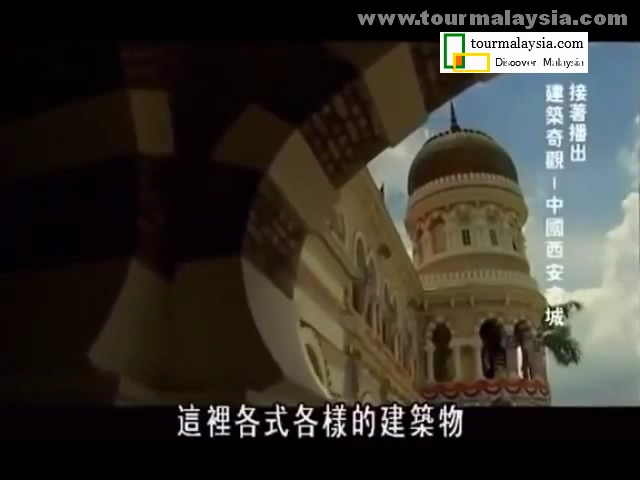 www.tourmalaysia.com
tourmalaysia.com
Discover Malaysia
接著播出
建築奇觀－中國西安古城
這裡各式各樣的建築物